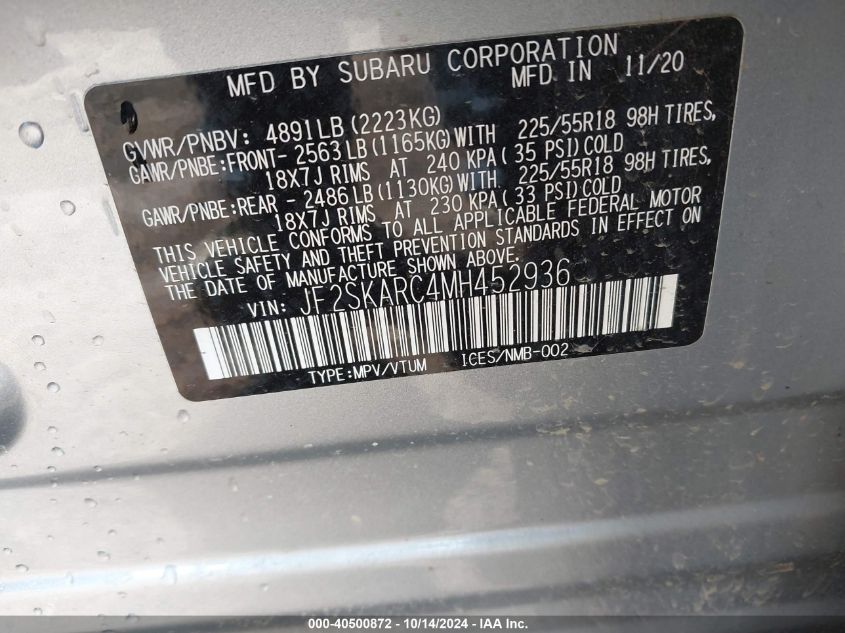 MFD BY SUBARU CORPORATION
MFD IN 11/20
GVWR/PNBV: 4891LB(2223KG)
GAWR/PNBE:FRONT-2563LB(1165KG)WITH 225/55R18 98H TIRES,
18X7J RIMS AT 240 KPA(35 PSI)COLD
GAWR/PNBE:REAR -2486LB(1130KG)WITH 225/55R18 98H TIRES,
18X7J RIMS AT 230 KPA(33 PSI)COLD
THIS VEHICLE CONFORMS TO ALL APPLICABLE FEDERAL MOTOR
VEHICLE SAFETY AND THEFT PREVENTION STANDARDS IN EFFECT ON
THE DATE OF MANUFACTURE SHOWN ABOVE.
VIN: JF2SKARC4MH452936
TYPE:MPV/VTUM ICES/NMB-002
000-40500872 - 10/14/2024 - IAA Inc.